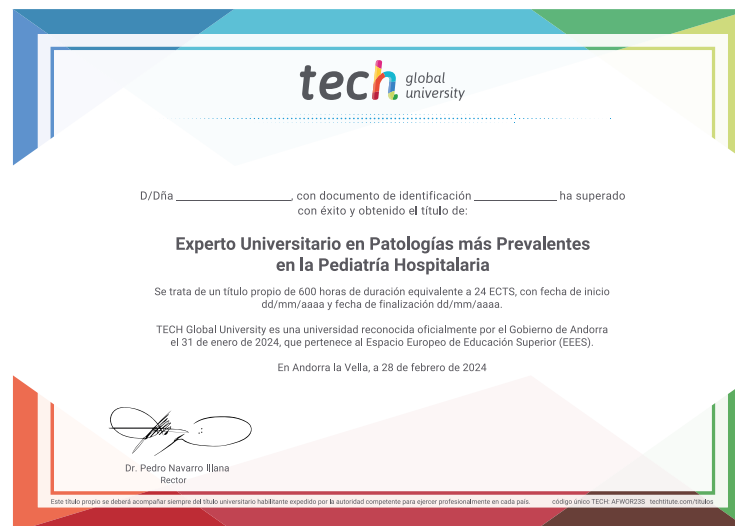 tech global university
D/Dña ____________________, con documento de identificación ______________ ha superado
con éxito y obtenido el título de:
Experto Universitario en Patologías más Prevalentes
en la Pediatría Hospitalaria
Se trata de un título propio de 600 horas de duración equivalente a 24 ECTS, con fecha de inicio
dd/mm/aaaa y fecha de finalización dd/mm/aaaa.
TECH Global University es una universidad reconocida oficialmente por el Gobierno de Andorra
el 31 de enero de 2024, que pertenece al Espacio Europeo de Educación Superior (EEES).
En Andorra la Vella, a 28 de febrero de 2024
Dr. Pedro Navarro Illana
Rector
Este título propio se deberá acompañar siempre del título universitario habilitante expedido por la autoridad competente para ejercer profesionalmente en cada país. código único TECH: AFWOR23S techtitute.com/titulos